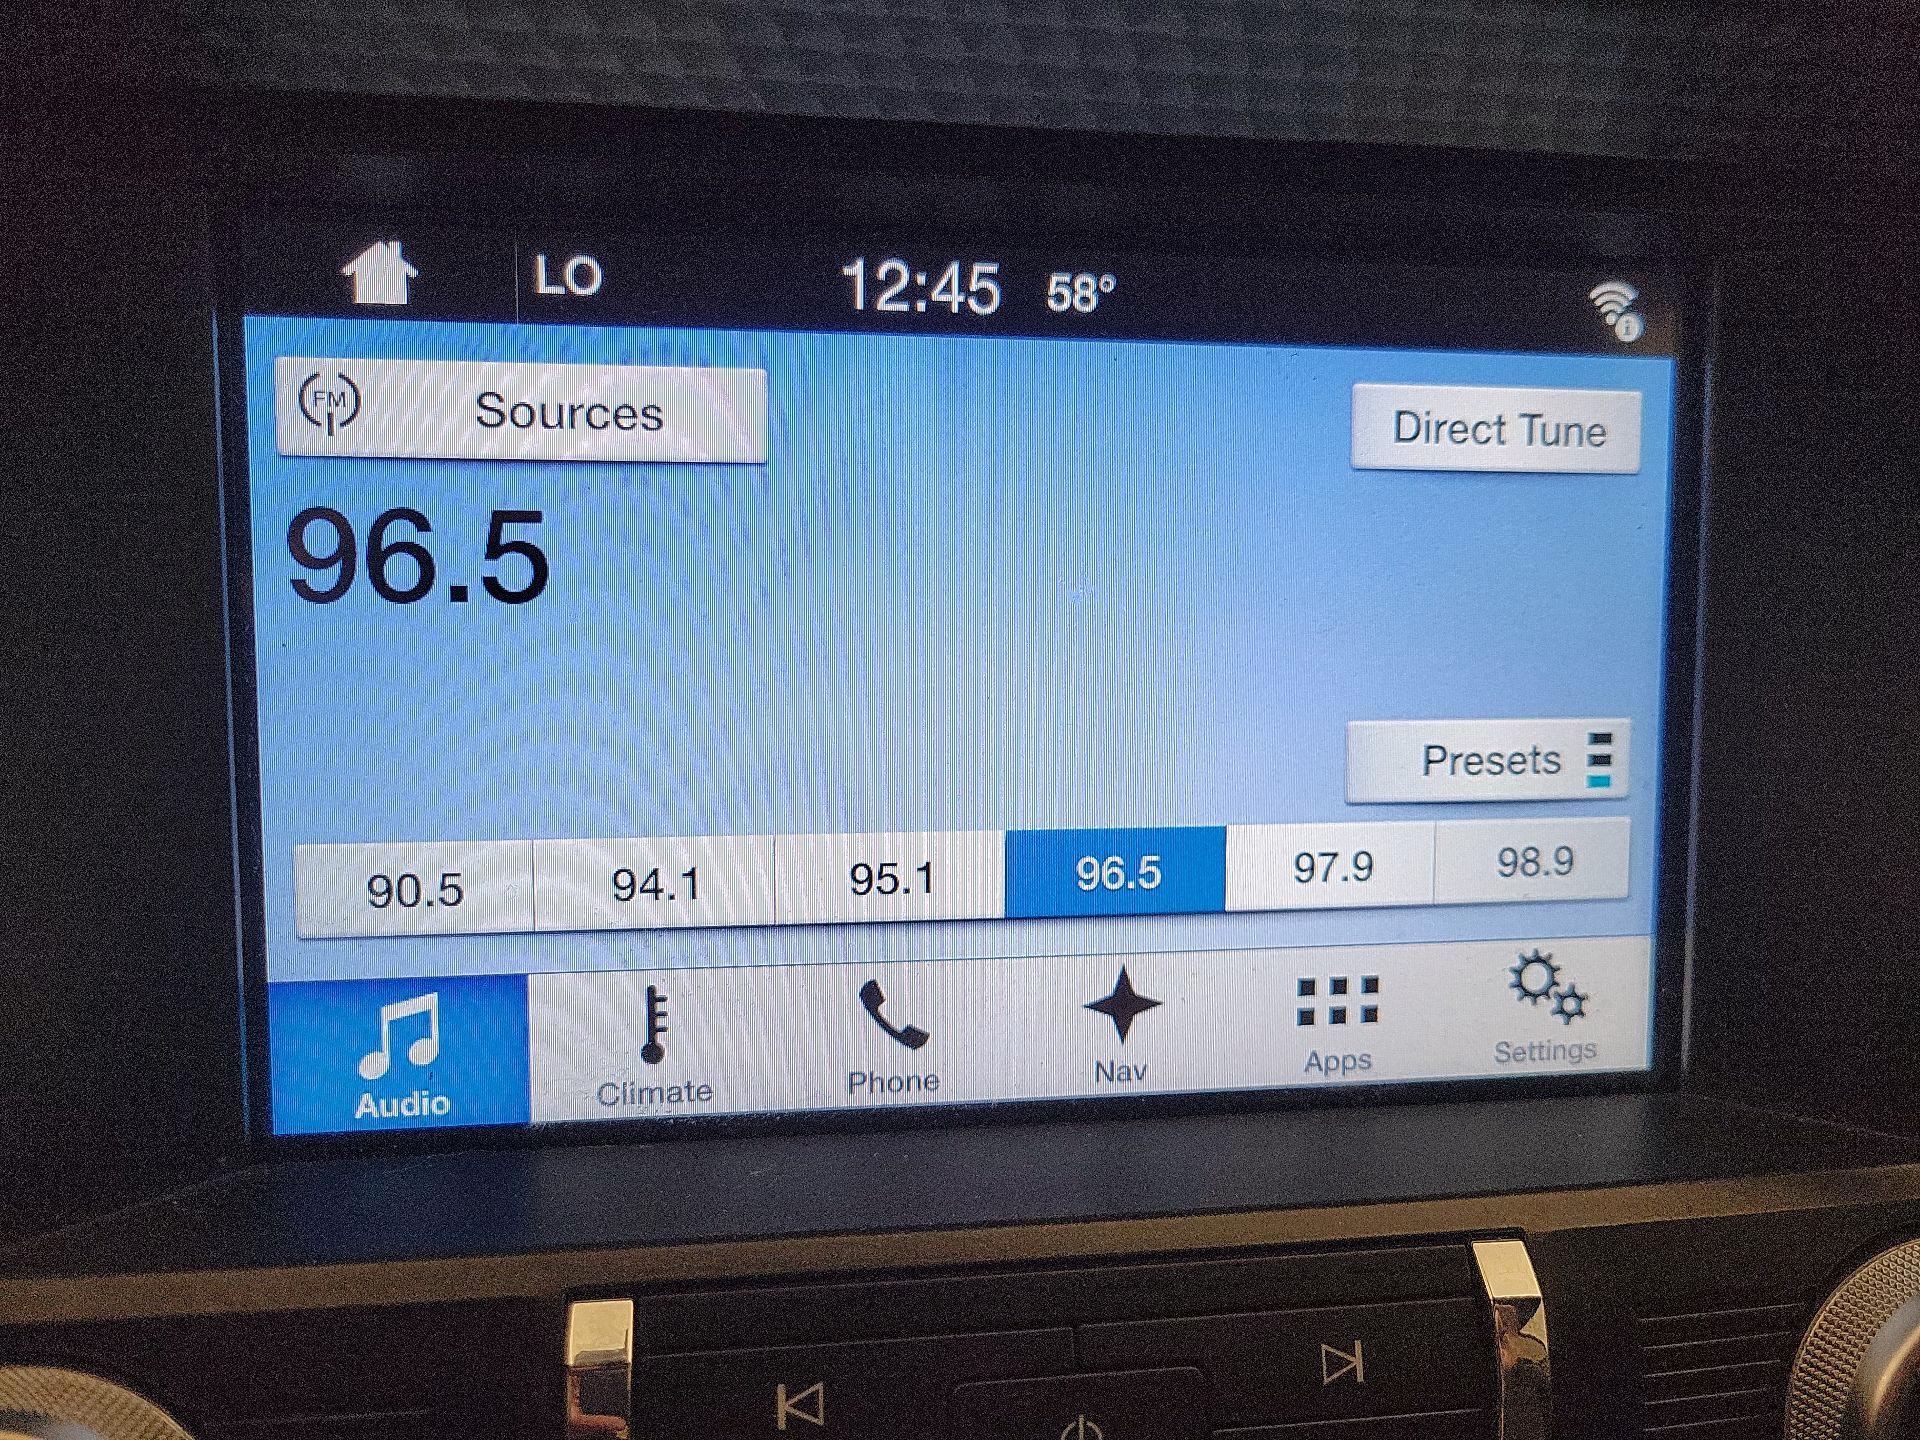 LO 12:45 58°
FM Sources Direct Tune
96.5
Presets
90.5 94.1 95.1 96.5 97.9 98.9
Audio Climate Phone Nav Apps Settings